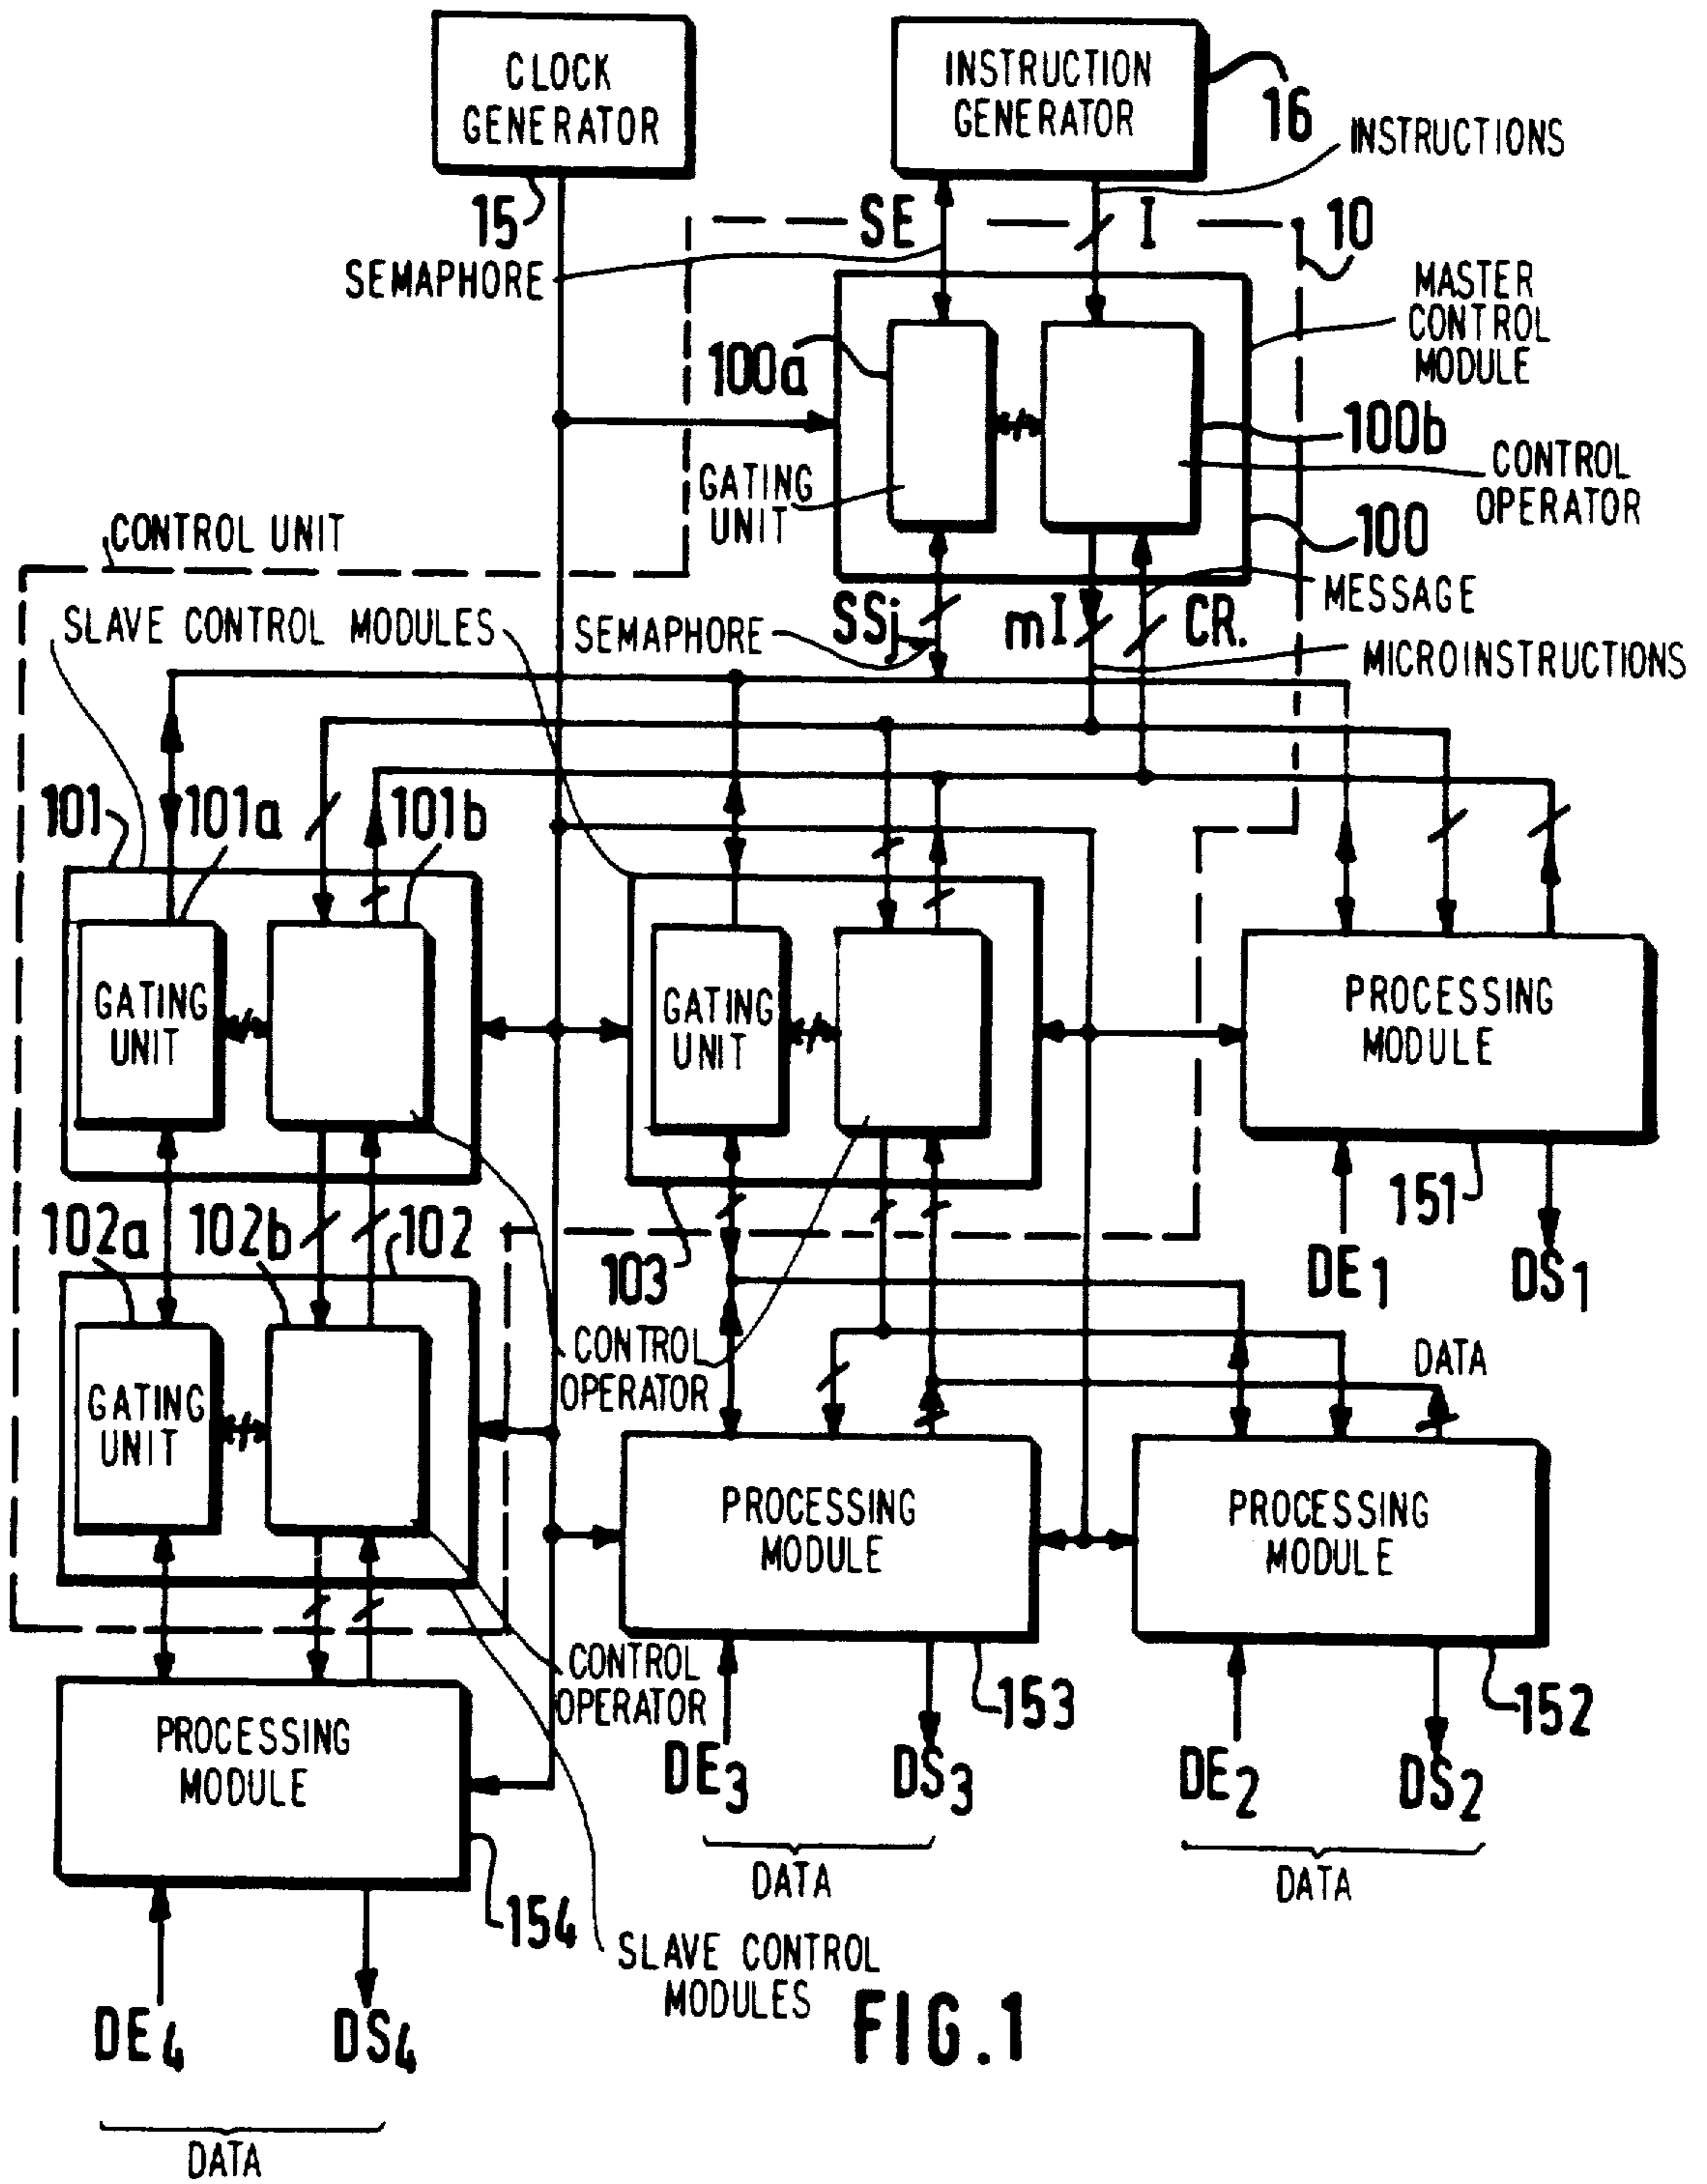 CLOCK
GENERATOR
INSTRUCTION
GENERATOR
16
INSTRUCTIONS
15
SE
I
10
SEMAPHORE
MASTER
CONTROL
MODULE
100a
100b
GATING
UNIT
CONTROL
OPERATOR
CONTROL UNIT
100
MESSAGE
SLAVE CONTROL MODULES
SEMAPHORE
SSj
mI
CR.
MICROINSTRUCTIONS
101
101a
101b
GATING
UNIT
GATING
UNIT
PROCESSING
MODULE
151
102a
102b
102
103
DE1
DS1
CONTROL
OPERATOR
DATA
GATING
UNIT
PROCESSING
MODULE
PROCESSING
MODULE
CONTROL
OPERATOR
153
152
PROCESSING
MODULE
DE3
DS3
DE2
DS2
DATA
DATA
154
SLAVE CONTROL
MODULES
DE4
DS4
FIG.1
DATA